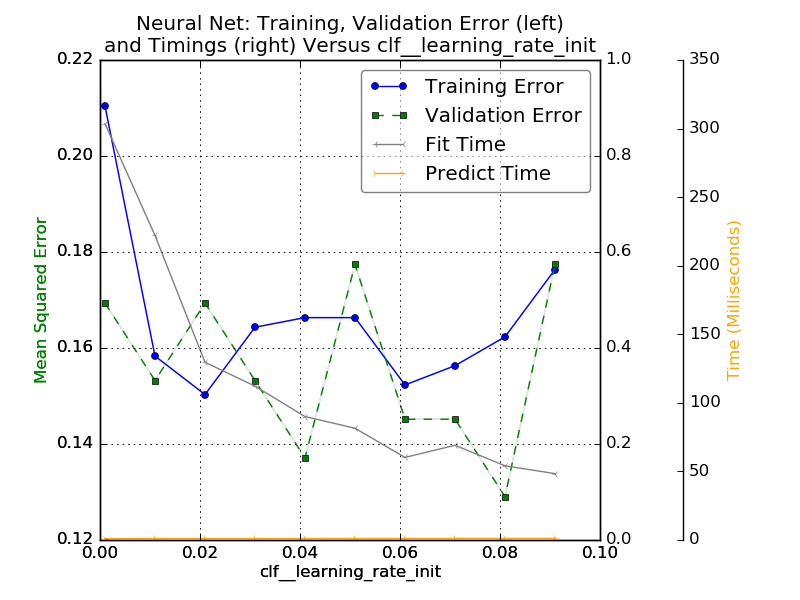 Neural Net: Training, Validation Error (left)
and Timings (right) Versus clf__learning_rate_init
Training Error
Validation Error
Fit Time
Predict Time
Mean Squared Error
0.22
0.20
0.18
0.16
0.14
0.12
0.00
0.02
0.04
0.06
0.08
0.10
clf__learning_rate_init
1.0
0.8
0.6
0.4
0.2
0.0
350
300
250
200
150
100
50
0
Time (Milliseconds)